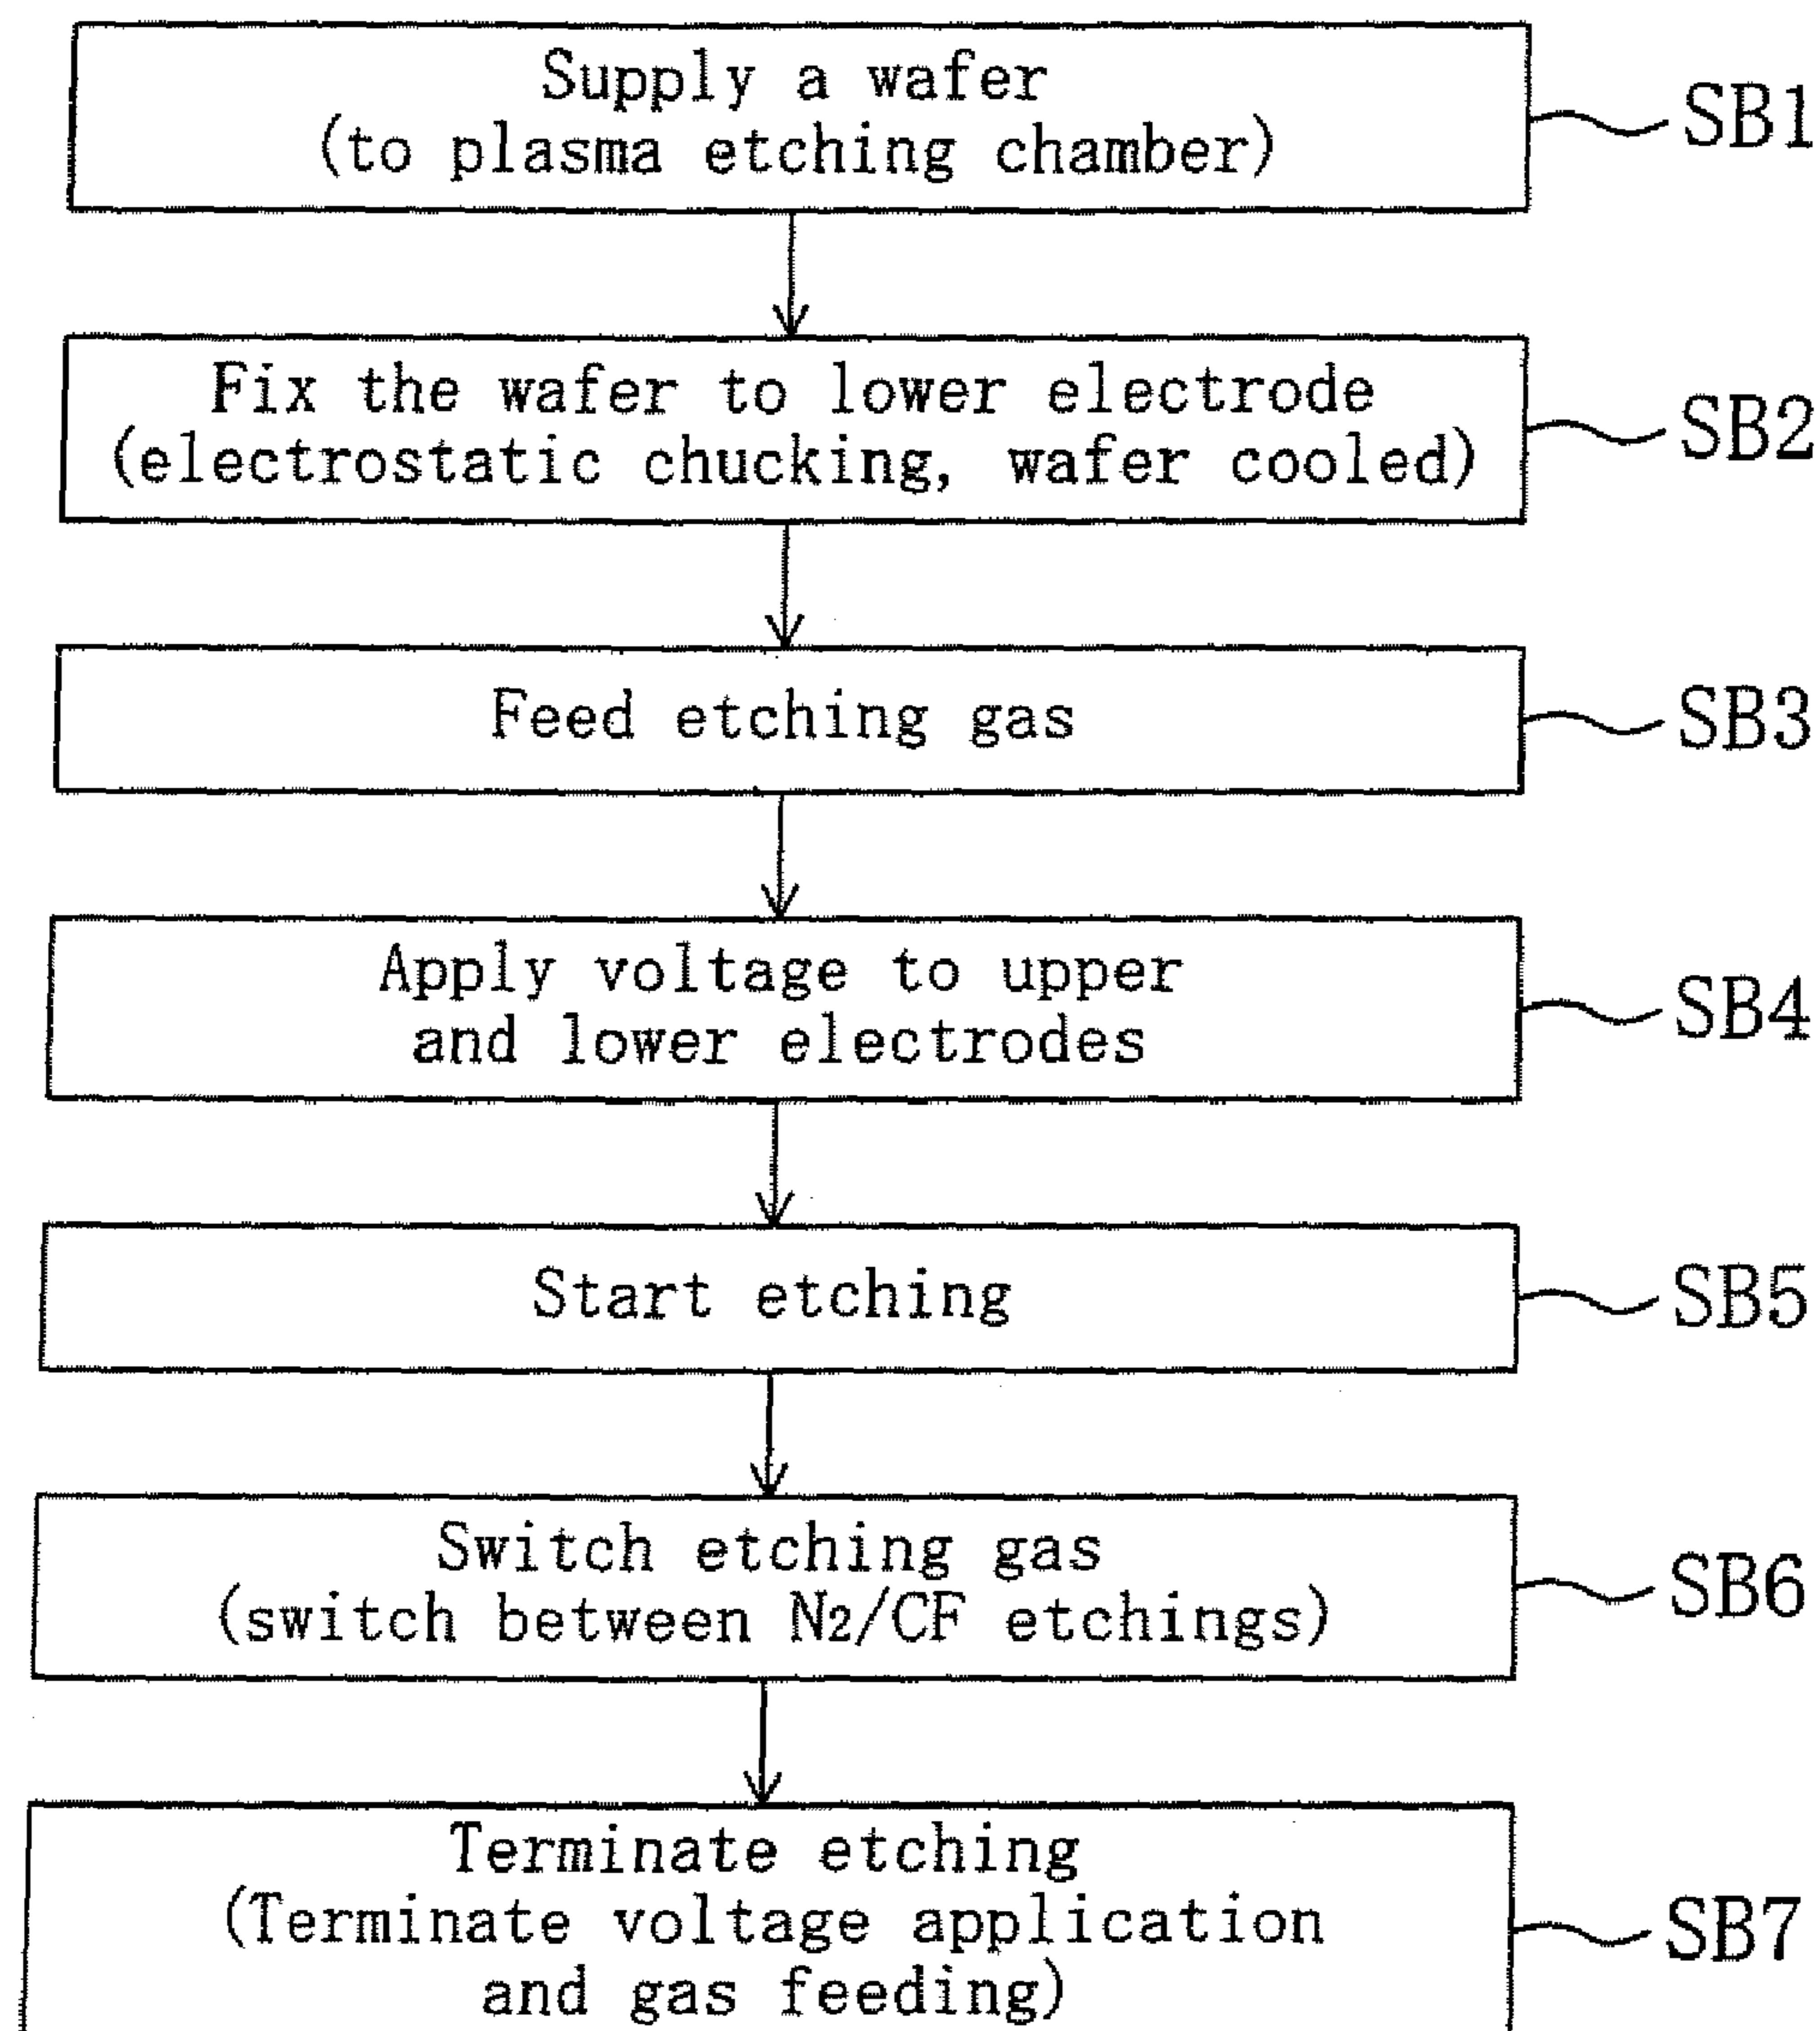 Supply a wafer
(to plasma etching chamber)
SB1
Fix the wafer to lower electrode
(electrostatic chucking, wafer cooled)
SB2
Feed etching gas
SB3
Apply voltage to upper
and lower electrodes
SB4
Start etching
SB5
Switch etching gas
(switch between N2/CF etchings)
SB6
Terminate etching
(Terminate voltage application
and gas feeding)
SB7